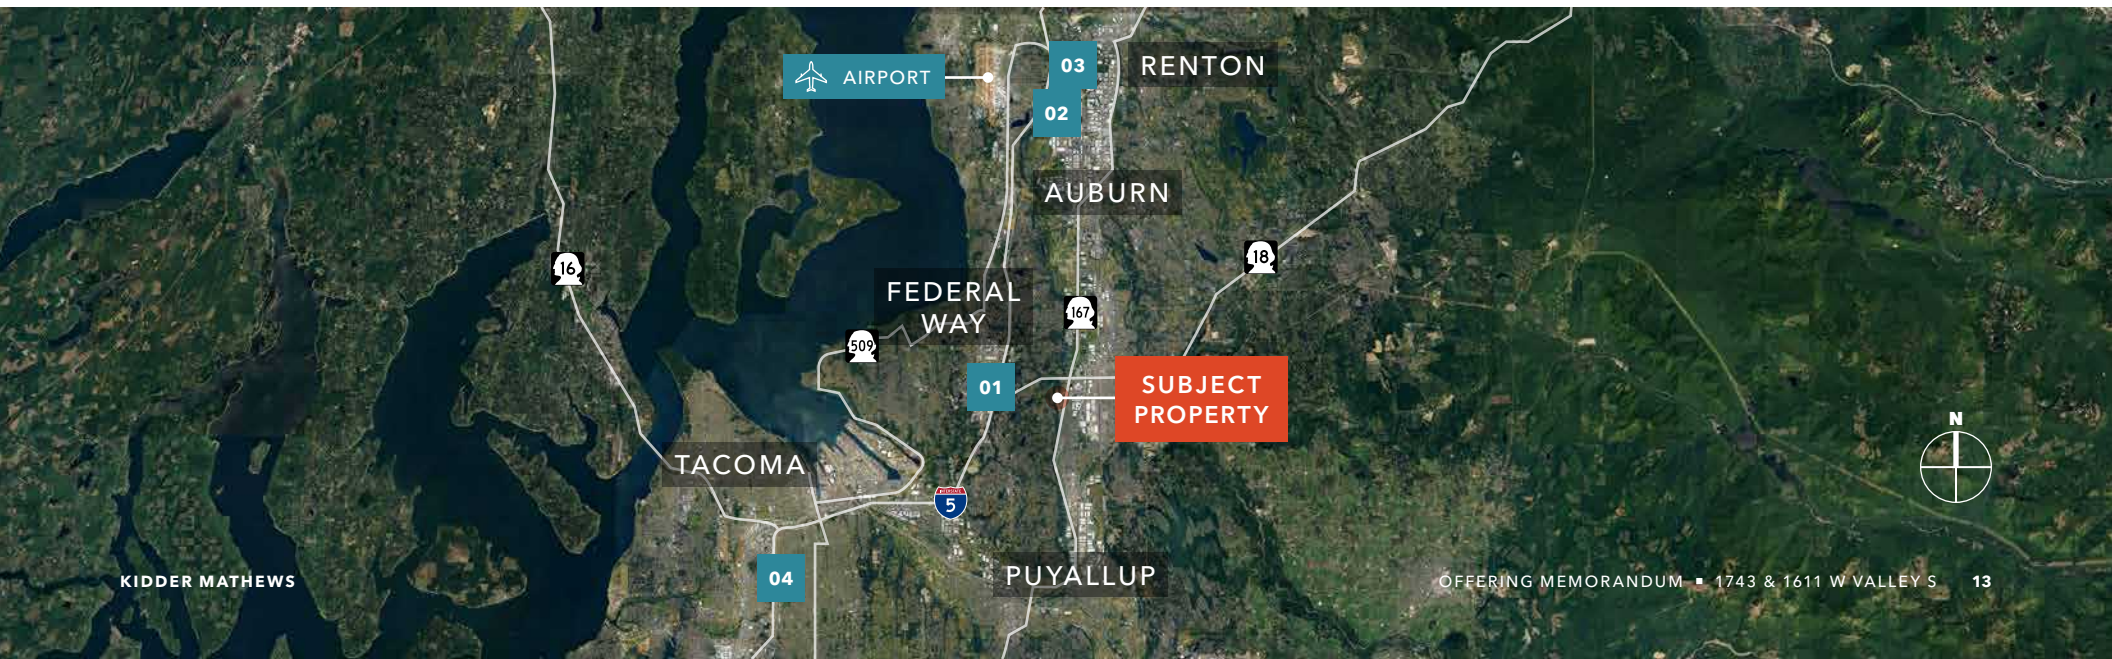 AIRPORT
03
RENTON
02
AUBURN
16
18
FEDERAL
WAY
167
509
01
SUBJECT
PROPERTY
N
TACOMA
INTERSTATE
5
04
PUYALLUP
KIDDER MATHEWS
OFFERING MEMORANDUM ▪ 1743 & 1611 W VALLEY S 13